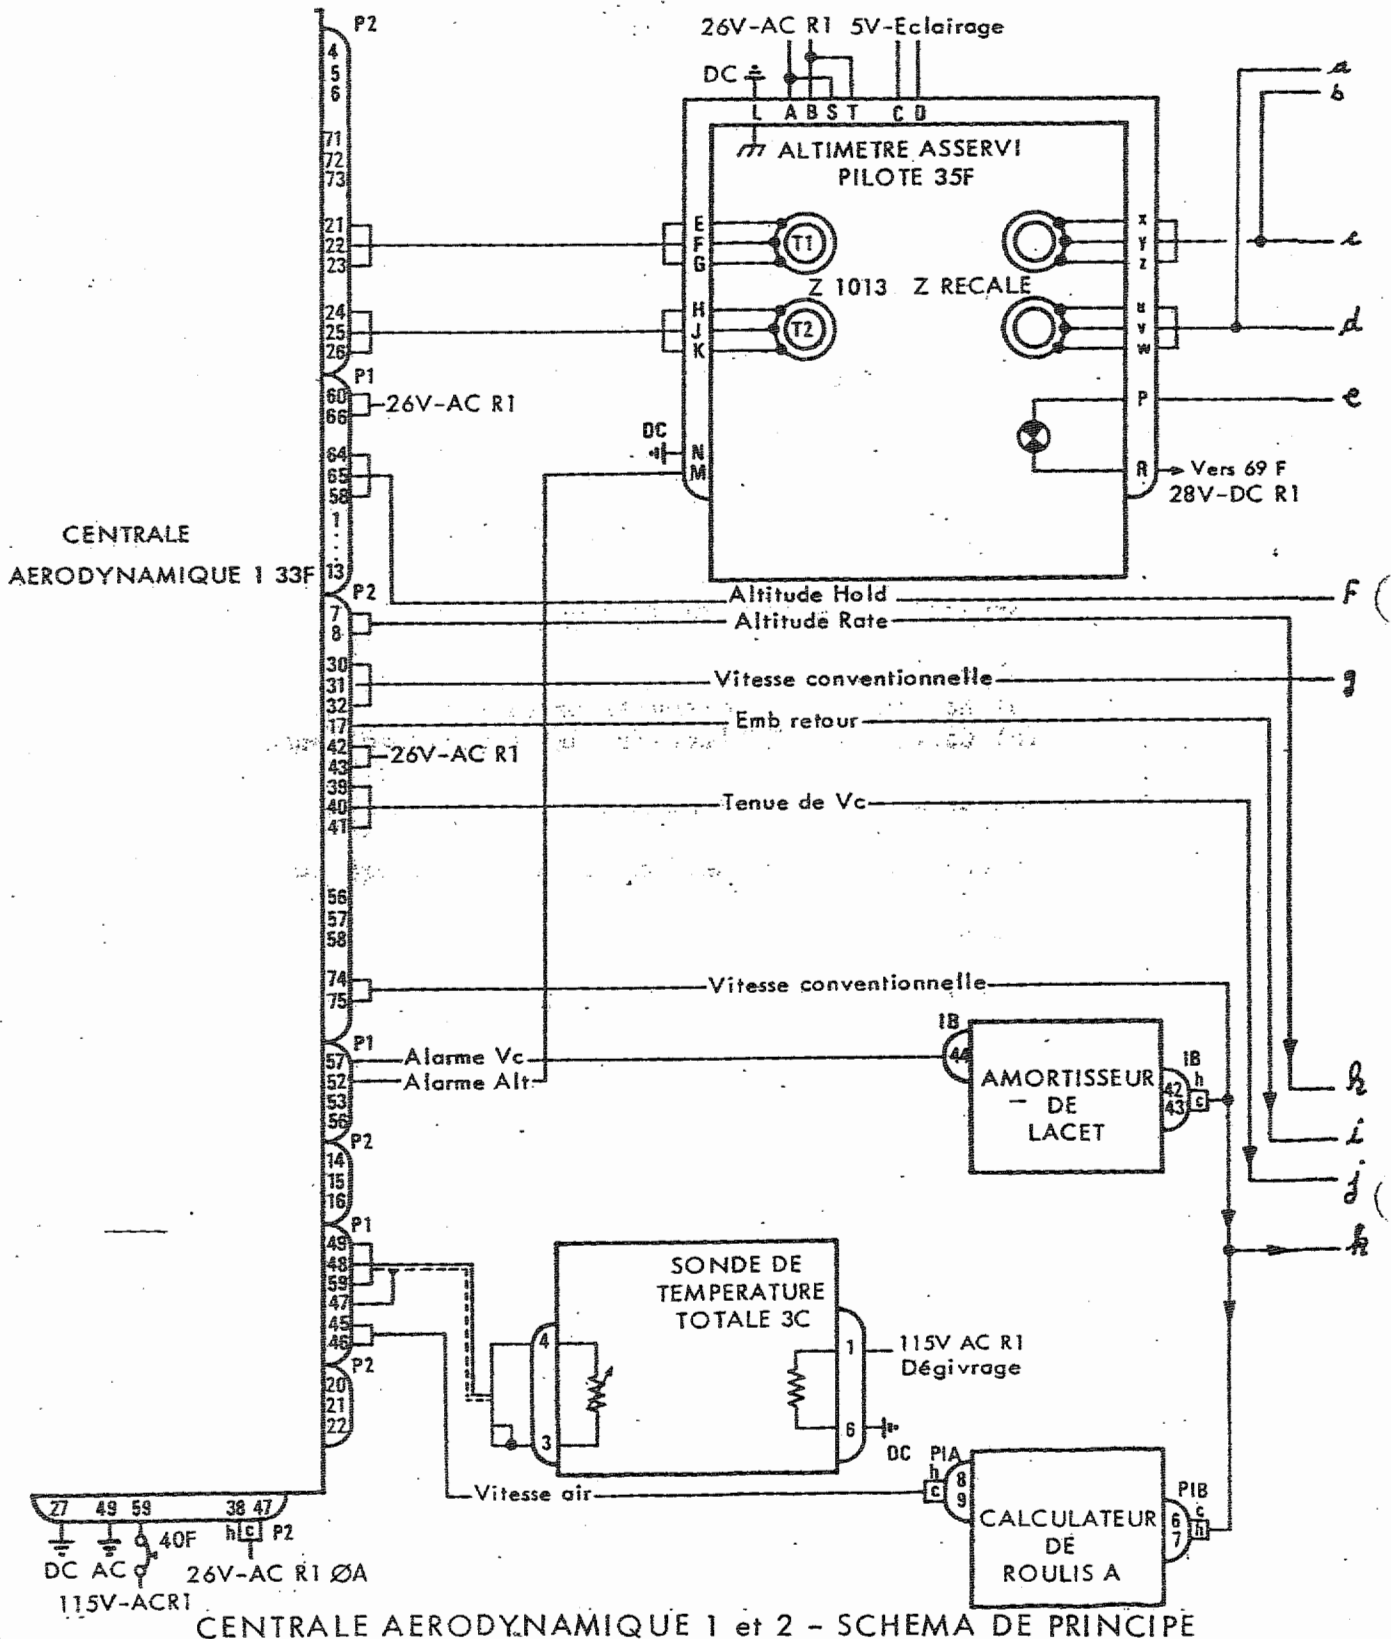 P2
4
5
6
71
72
73
21
22
23
24
25
26
P1
60
66
26V-AC R1
64
65
58
1
13
CENTRALE
AERODYNAMIQUE 1 33F
26V-AC R1 5V-Eclairage
DC
L A B S T C D
ALTIMETRE ASSERVI
PILOTE 35F
E
F
G
T1
X
Y
Z
Z 1013 Z RECALE
H
J
K
T2
U
V
W
P
DC
N
M
R
Vers 69 F
28V-DC R1
a
b
c
d
e
P2
7
8
30
31
32
17
42
43
26V-AC R1
39
40
41
56
57
58
74
75
Altitude Hold
f
Altitude Rate
Vitesse conventionnelle
g
Emb retour
Tenue de Vc
Vitesse conventionnelle
P1
57
52
53
56
Alarme Vc
Alarme Alt
1B
44
AMORTISSEUR
DE
LACET
1B
42
43
h
c
h
i
j
k
P2
14
15
16
P1
49
48
59
47
45
46
P2
20
21
22
SONDE DE
TEMPERATURE
TOTALE 3C
4
3
1
6
115V AC R1
Dégivrage
DC
Vitesse air
P1A
h
c
8
9
CALCULATEUR
DE
ROULIS A
P1B
6
7
c
h
27 49 59 38 47
h c P2
40F
DC AC
26V-AC R1 ØA
115V-ACR1
CENTRALE AERODYNAMIQUE 1 et 2 - SCHEMA DE PRINCIPE